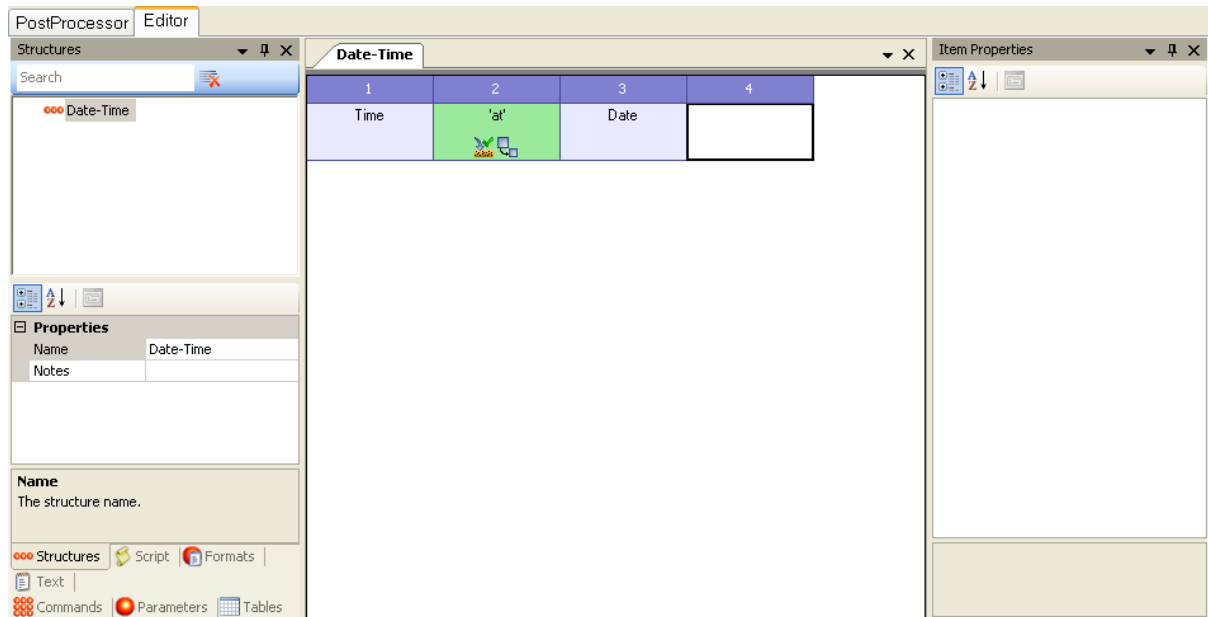 PostProcessor Editor
Structures
Search
Date-Time
Properties
Name Date-Time
Notes
Name
The structure name.
Structures Script Formats
Text
Commands Parameters Tables
Date-Time
1 2 3 4
Time 'at' Date
Item Properties